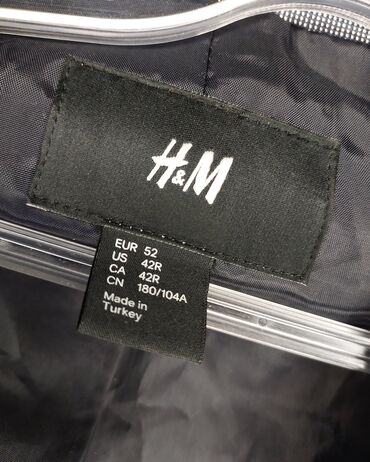 H&M
EUR 52
US 42R
CA 42R
CN 180/104A
Made in
Turkey